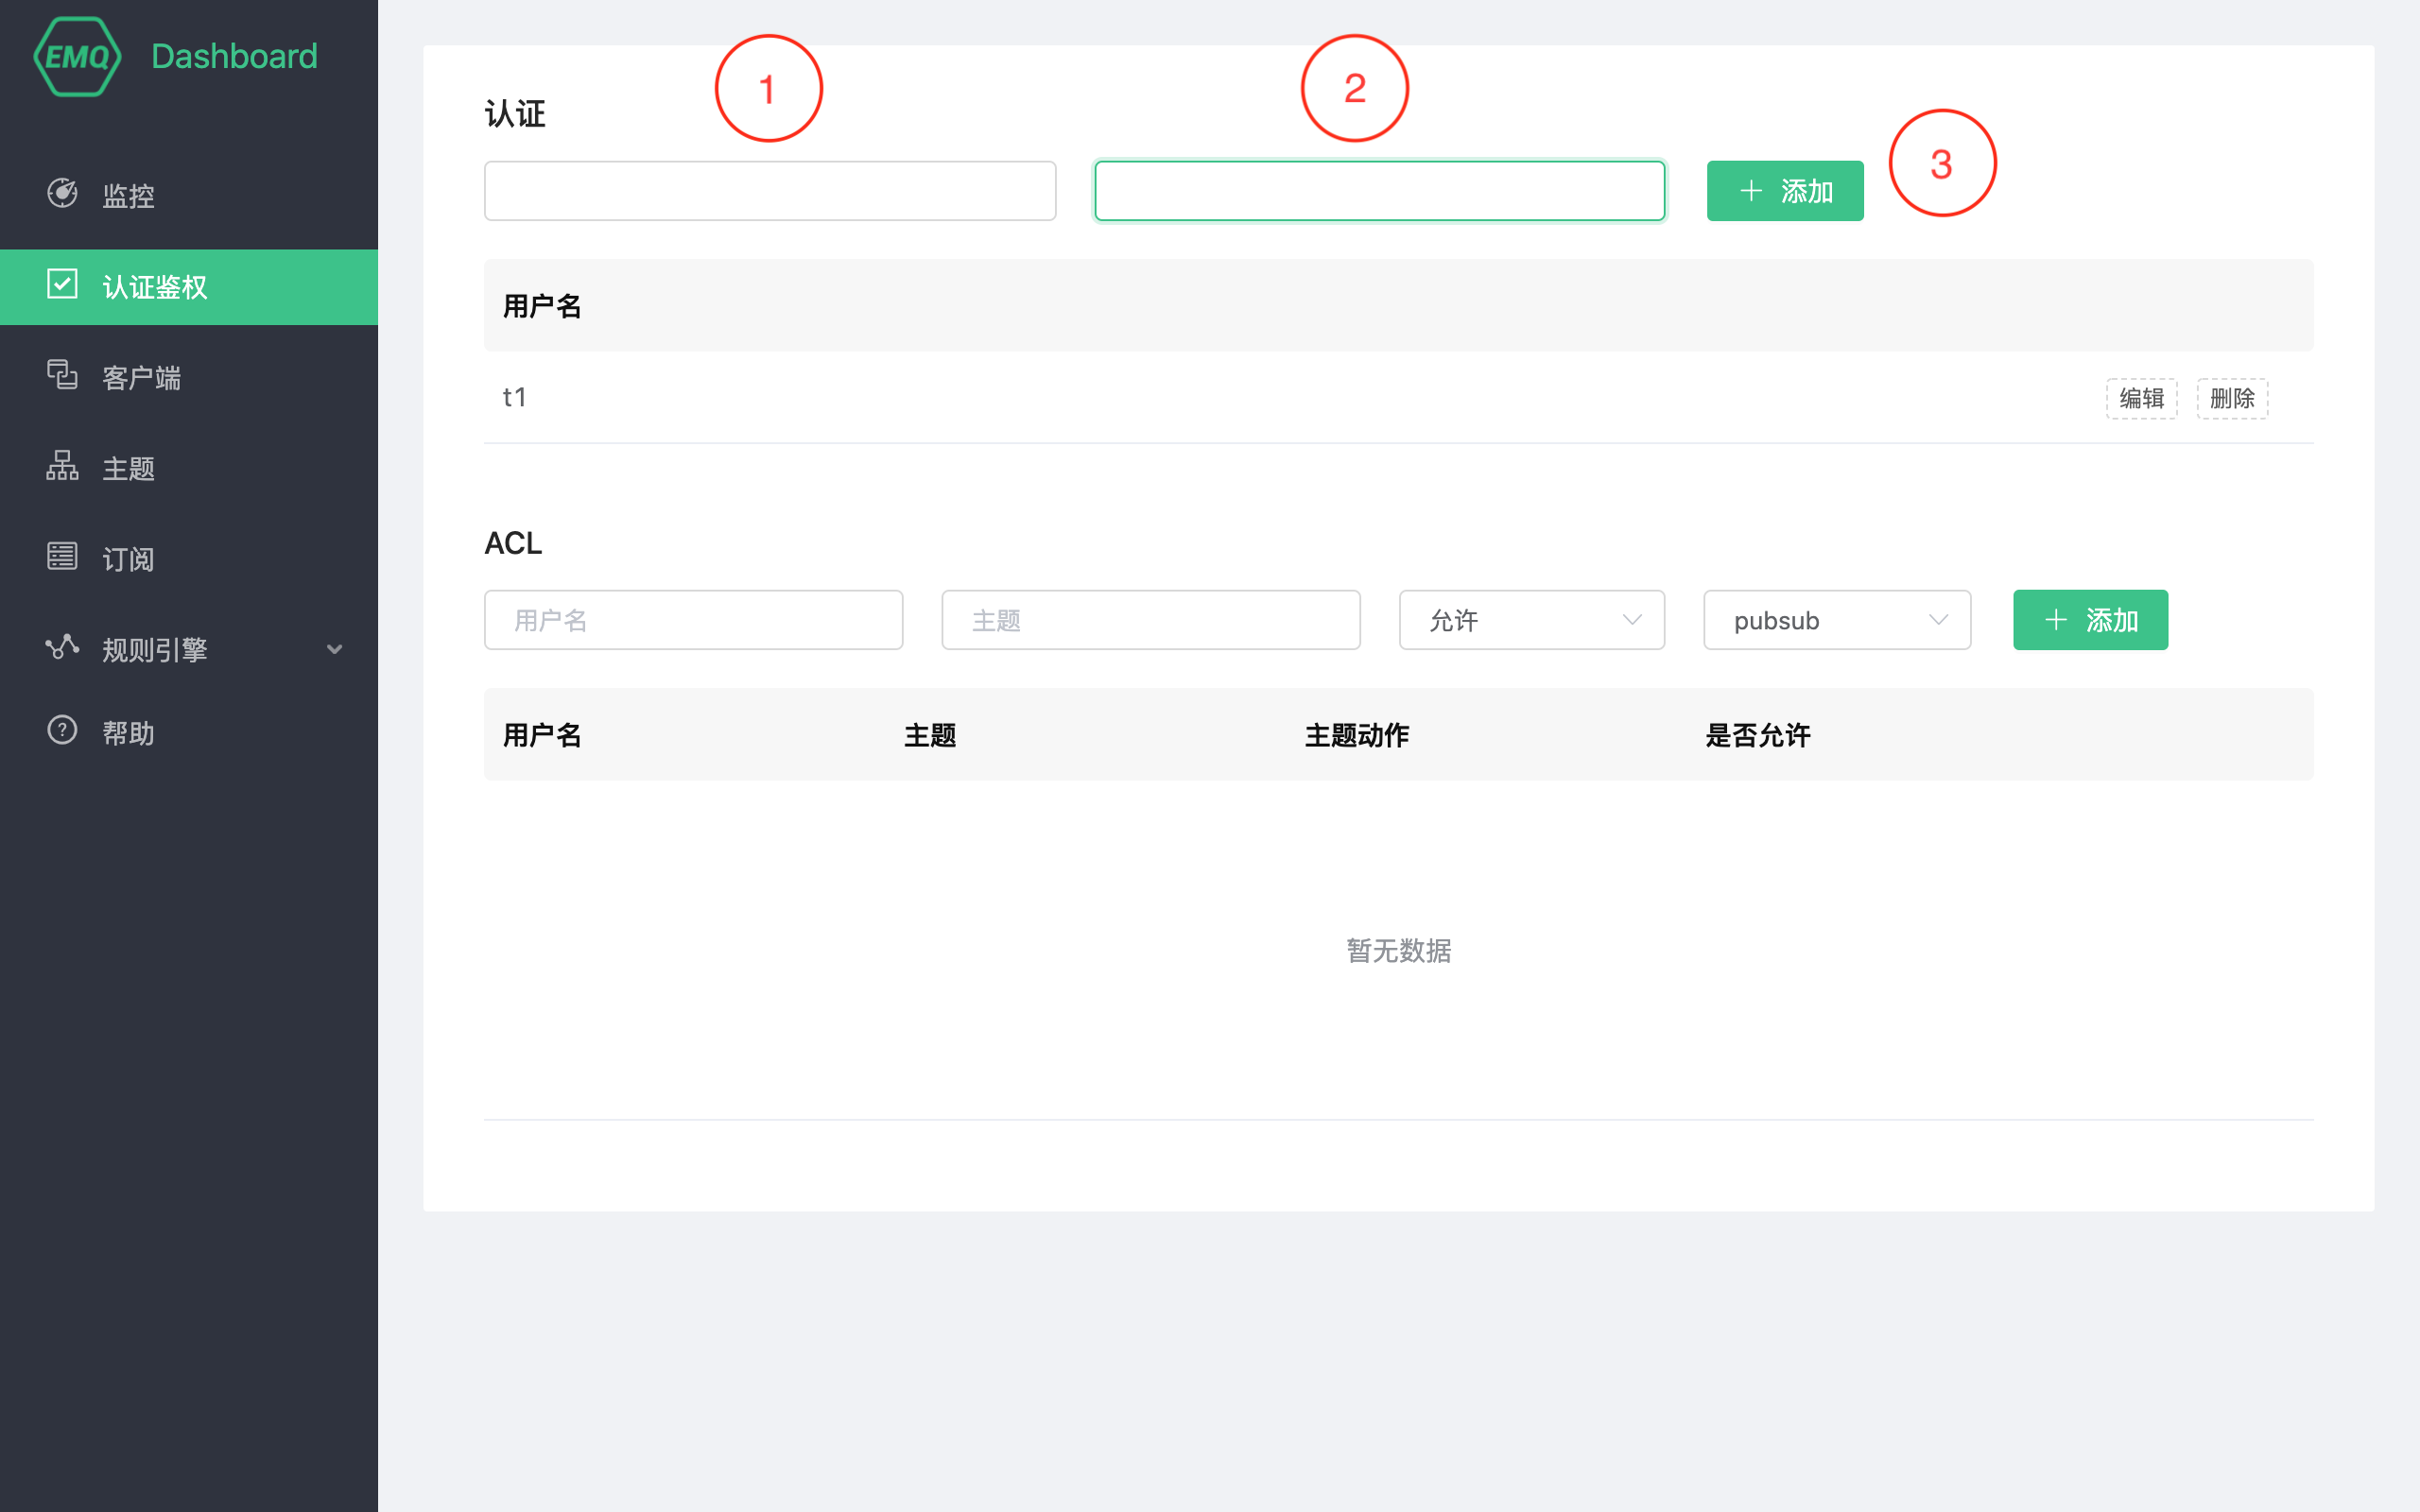 EMQ Dashboard
监控
认证鉴权
客户端
主题
订阅
规则引擎
帮助
1
2
3
认证
添加
用户名
t1 编辑 删除
ACL
用户名 主题 允许 pubsub 添加
用户名 主题 主题动作 是否允许
暂无数据